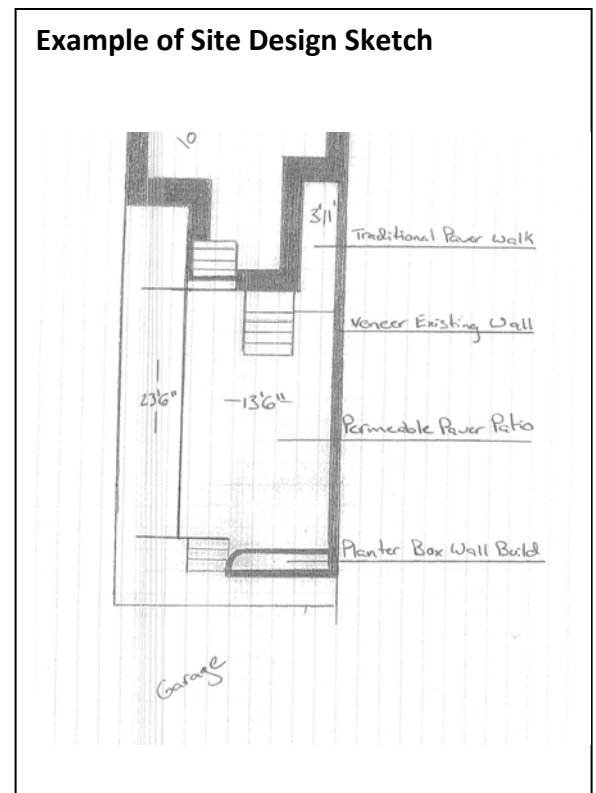 Example of Site Design Sketch
10
3'11"
Traditional Paver Walk
Veneer Existing Wall
23'6"
13'6"
Permeable Paver Patio
Planter Box Wall Build
Garage